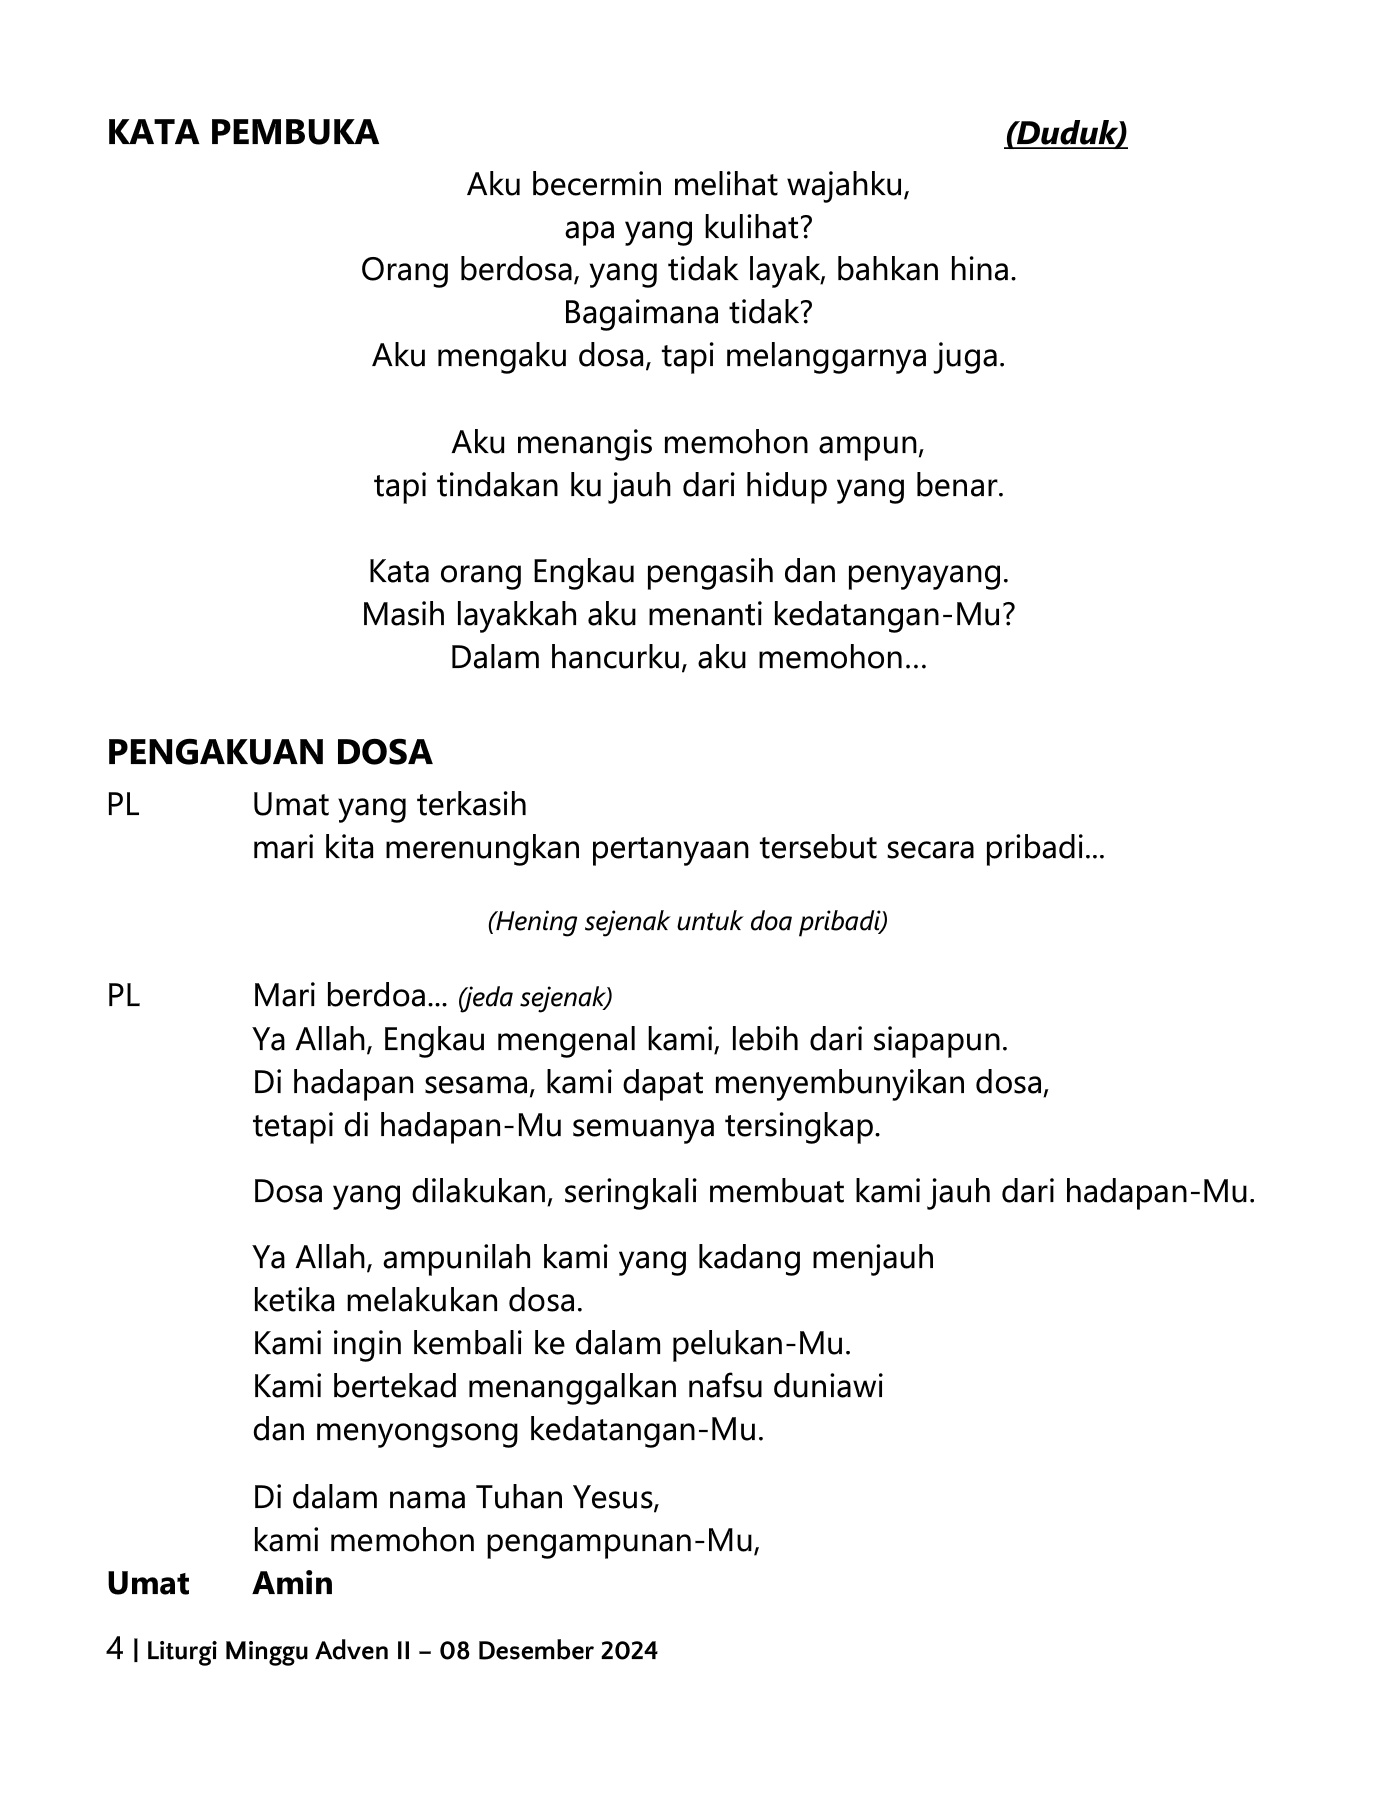 KATA PEMBUKA (Duduk)
Aku becermin melihat wajahku,
apa yang kulihat?
Orang berdosa, yang tidak layak, bahkan hina.
Bagaimana tidak?
Aku mengaku dosa, tapi melanggarnya juga.
Aku menangis memohon ampun,
tapi tindakan ku jauh dari hidup yang benar.
Kata orang Engkau pengasih dan penyayang.
Masih layakkah aku menanti kedatangan-Mu?
Dalam hancurku, aku memohon...
PENGAKUAN DOSA
PL Umat yang terkasih
mari kita merenungkan pertanyaan tersebut secara pribadi...
(Hening sejenak untuk doa pribadi)
PL Mari berdoa... (jeda sejenak)
Ya Allah, Engkau mengenal kami, lebih dari siapapun.
Di hadapan sesama, kami dapat menyembunyikan dosa,
tetapi di hadapan-Mu semuanya tersingkap.
Dosa yang dilakukan, seringkali membuat kami jauh dari hadapan-Mu.
Ya Allah, ampunilah kami yang kadang menjauh
ketika melakukan dosa.
Kami ingin kembali ke dalam pelukan-Mu.
Kami bertekad menanggalkan nafsu duniawi
dan menyongsong kedatangan-Mu.
Di dalam nama Tuhan Yesus,
kami memohon pengampunan-Mu,
Umat Amin
4 | Liturgi Minggu Adven II – 08 Desember 2024